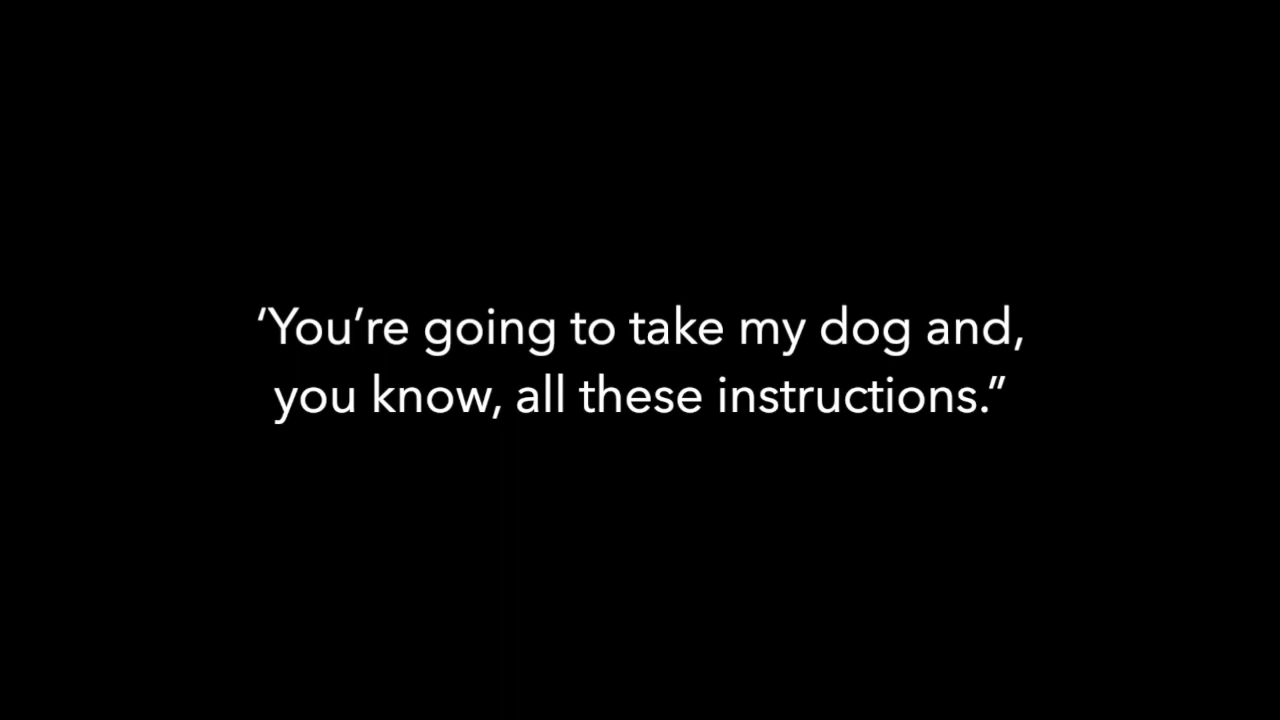 ‘You’re going to take my dog and,
you know, all these instructions.”